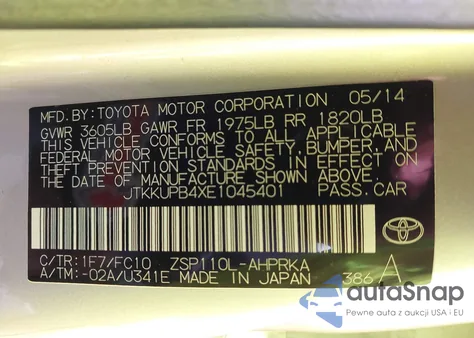 MFD. BY: TOYOTA MOTOR CORPORATION 05/14
GVWR 3605LB GAWR FR 1975LB RR 1820LB
THIS VEHICLE CONFORMS TO ALL APPLICABLE
FEDERAL MOTOR VEHICLE SAFETY, BUMPER, AND
THEFT PREVENTION STANDARDS IN EFFECT ON
THE DATE OF MANUFACTURE SHOWN ABOVE.
JTKKUPB4XE1045401 PASS. CAR
C/TR: 1F7/FC10 ZSP110L-AHPRKA
A/TM: -02A/U341E MADE IN JAPAN 386 A
TOYOTA
autoSnap
Pewne auta z aukcji USA i EU